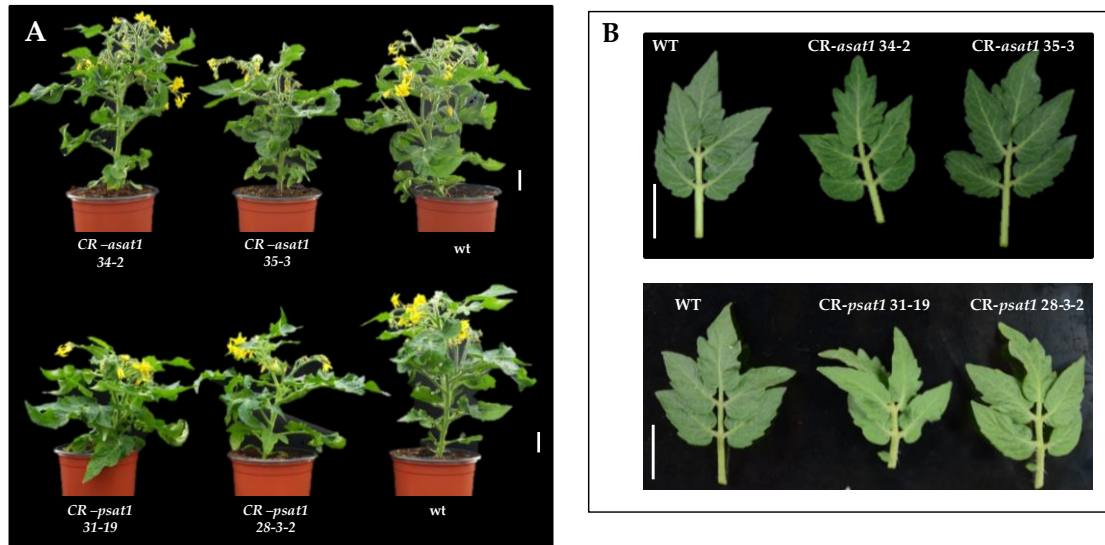 A
CR –asat1
34-2
CR –asat1
35-3
wt
CR –psat1
31-19
CR –psat1
28-3-2
wt
B
WT
CR-asat1 34-2
CR-asat1 35-3
WT
CR-psat1 31-19
CR-psat1 28-3-2